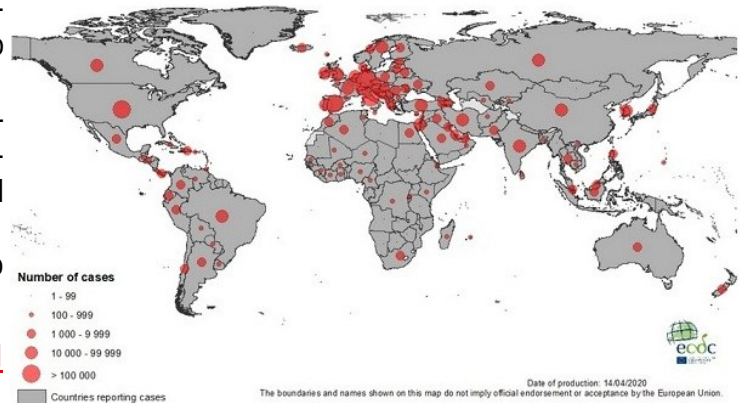 Number of cases
1 - 99
100 - 999
1 000 - 9 999
10 000 - 99 999
> 100 000
Countries reporting cases
ecdc
Date of production: 14/04/2020
The boundaries and names shown on this map do not imply official endorsement or acceptance by the European Union.